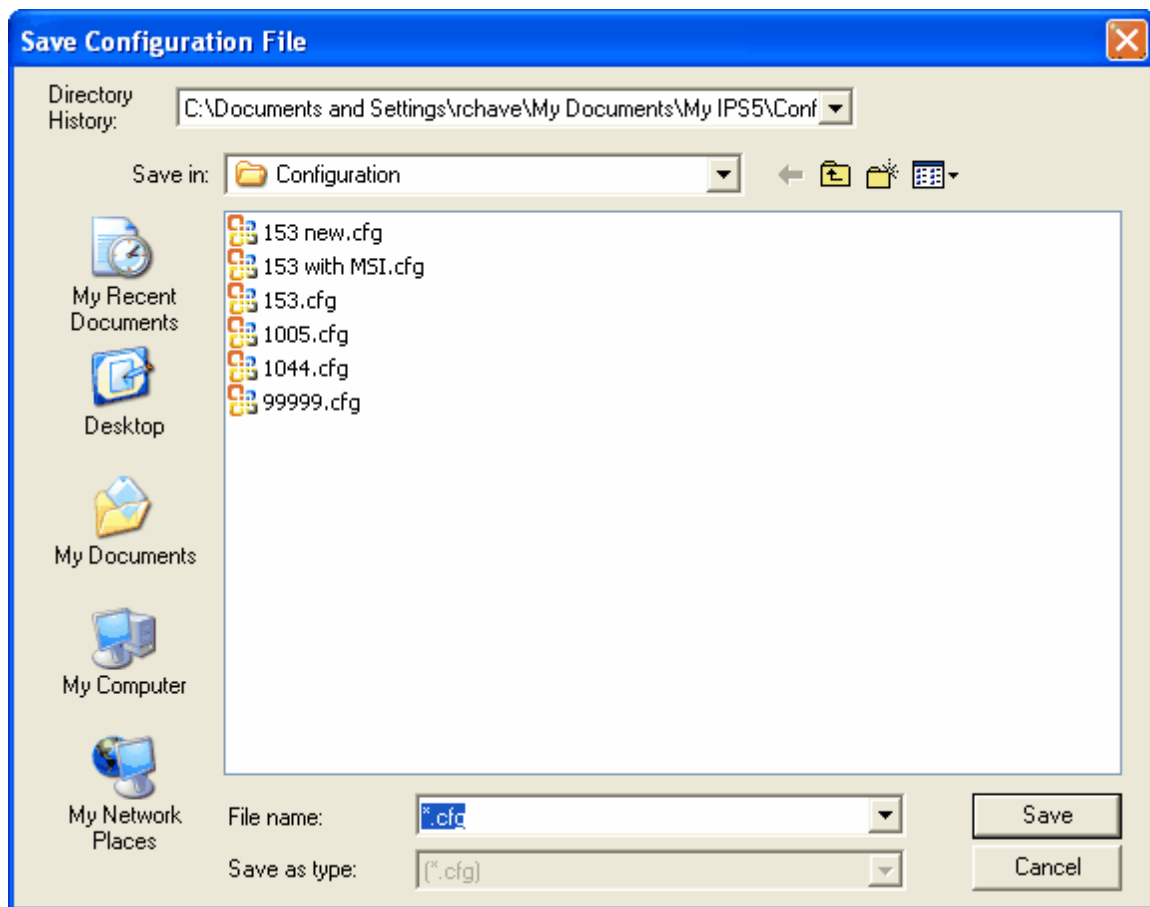 Save Configuration File
Directory
History:
C:\Documents and Settings\rchave\My Documents\My IPS5\Conf
Save in:
Configuration
153 new.cfg
153 with MSI.cfg
153.cfg
1005.cfg
1044.cfg
99999.cfg
My Recent
Documents
Desktop
My Documents
My Computer
My Network
Places
File name:
*.cfg
Save
Save as type:
(*.cfg)
Cancel